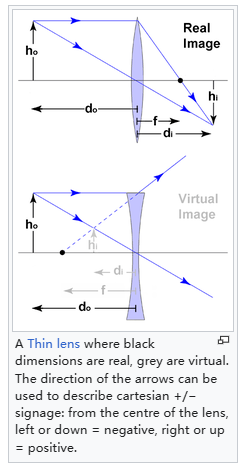 Real
Image
hₒ
hᵢ
dₒ
f
dᵢ
Virtual
Image
hₒ
hᵢ
dᵢ
f
dₒ
A Thin lens where black
dimensions are real, grey are virtual.
The direction of the arrows can be
used to describe cartesian +/−
signage: from the centre of the lens,
left or down = negative, right or up
= positive.